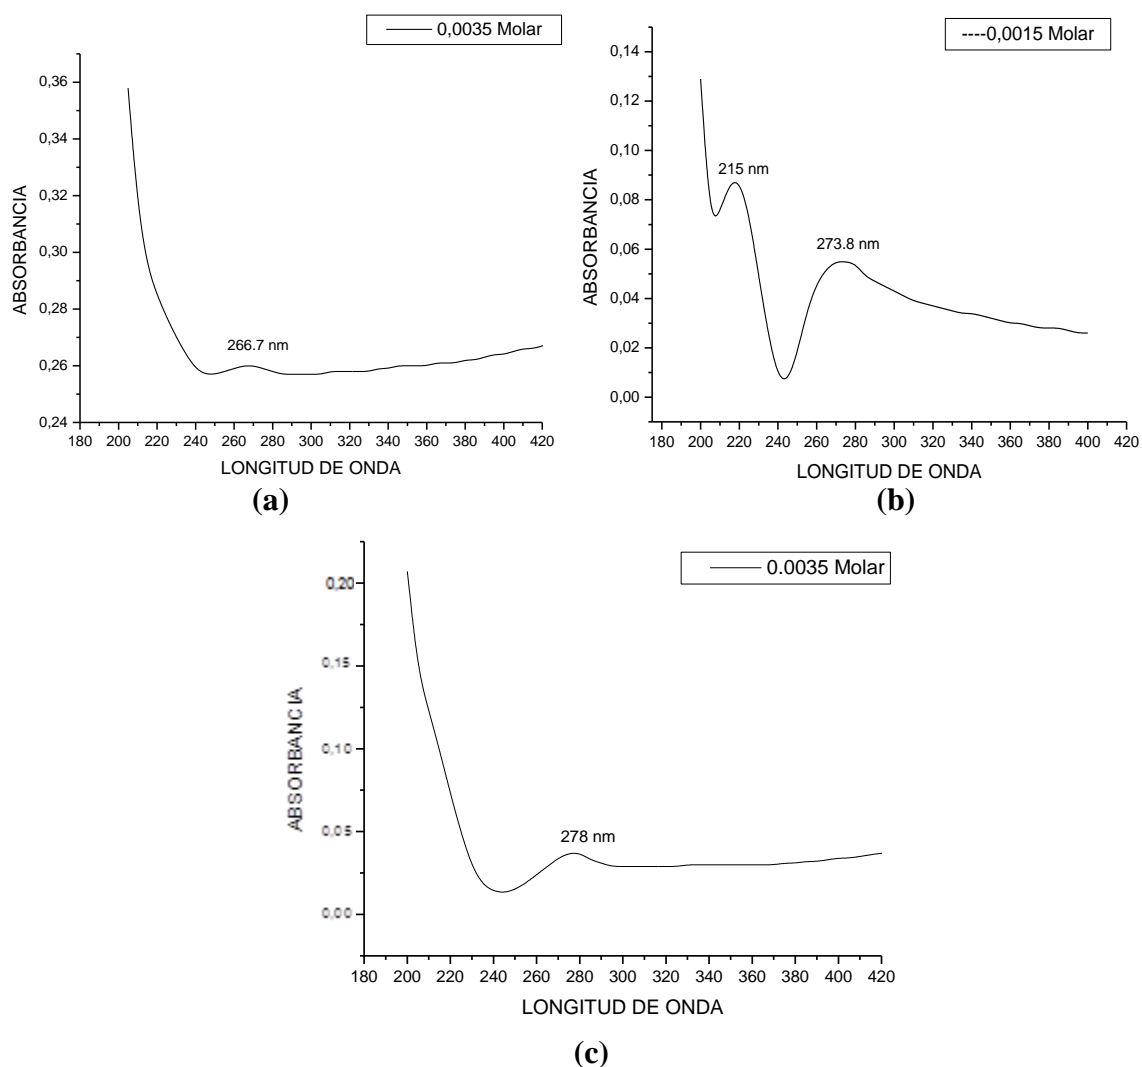 0,0035 Molar
0,36
0,34
0,32
0,30
0,28
0,26
0,24
ABSORBANCIA
266.7 nm
180 200 220 240 260 280 300 320 340 360 380 400 420
LONGITUD DE ONDA
(a)
----0,0015 Molar
0,14
0,12
0,10
0,08
0,06
0,04
0,02
0,00
ABSORBANCIA
215 nm
273.8 nm
180 200 220 240 260 280 300 320 340 360 380 400 420
LONGITUD DE ONDA
(b)
0.0035 Molar
0,20
0,15
0,10
0,05
0,00
ABSORBANCIA
278 nm
180 200 220 240 260 280 300 320 340 360 380 400 420
LONGITUD DE ONDA
(c)